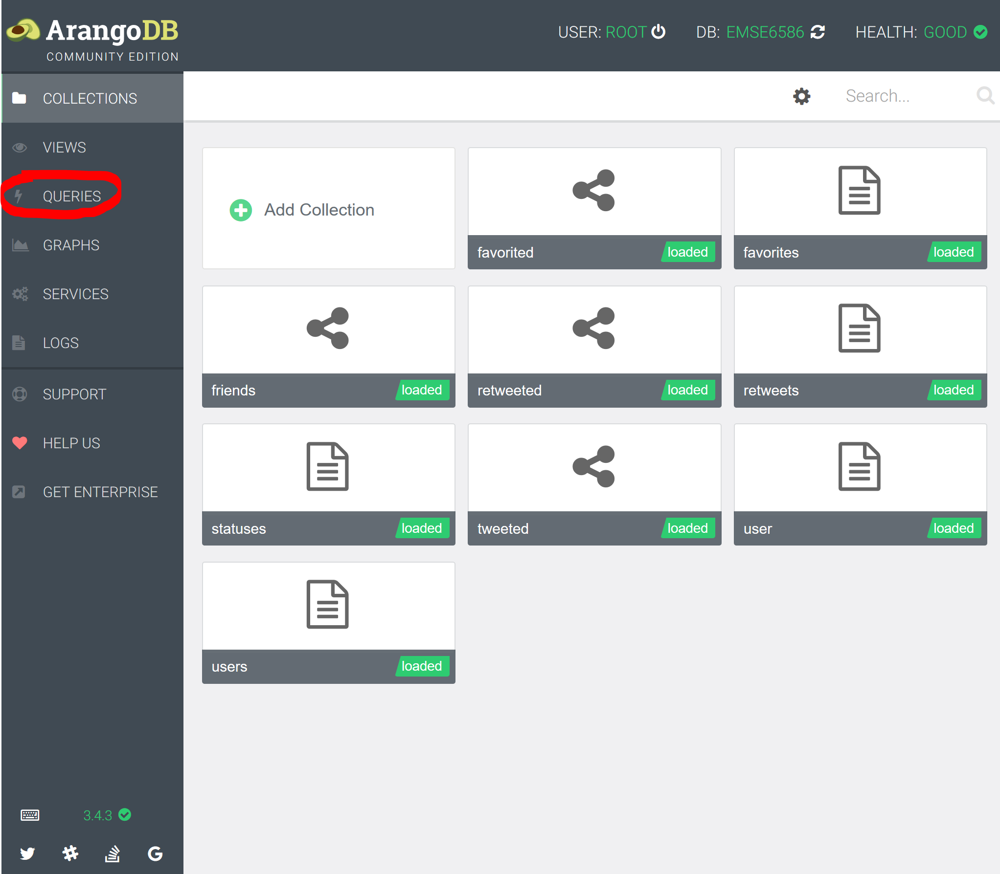 ArangoDB
COMMUNITY EDITION
USER: ROOT
DB: EMSE6586
HEALTH: GOOD
COLLECTIONS
VIEWS
QUERIES
GRAPHS
SERVICES
LOGS
SUPPORT
HELP US
GET ENTERPRISE
3.4.3
Search...
Add Collection
favorited loaded
favorites loaded
friends loaded
retweeted loaded
retweets loaded
statuses loaded
tweeted loaded
user loaded
users loaded